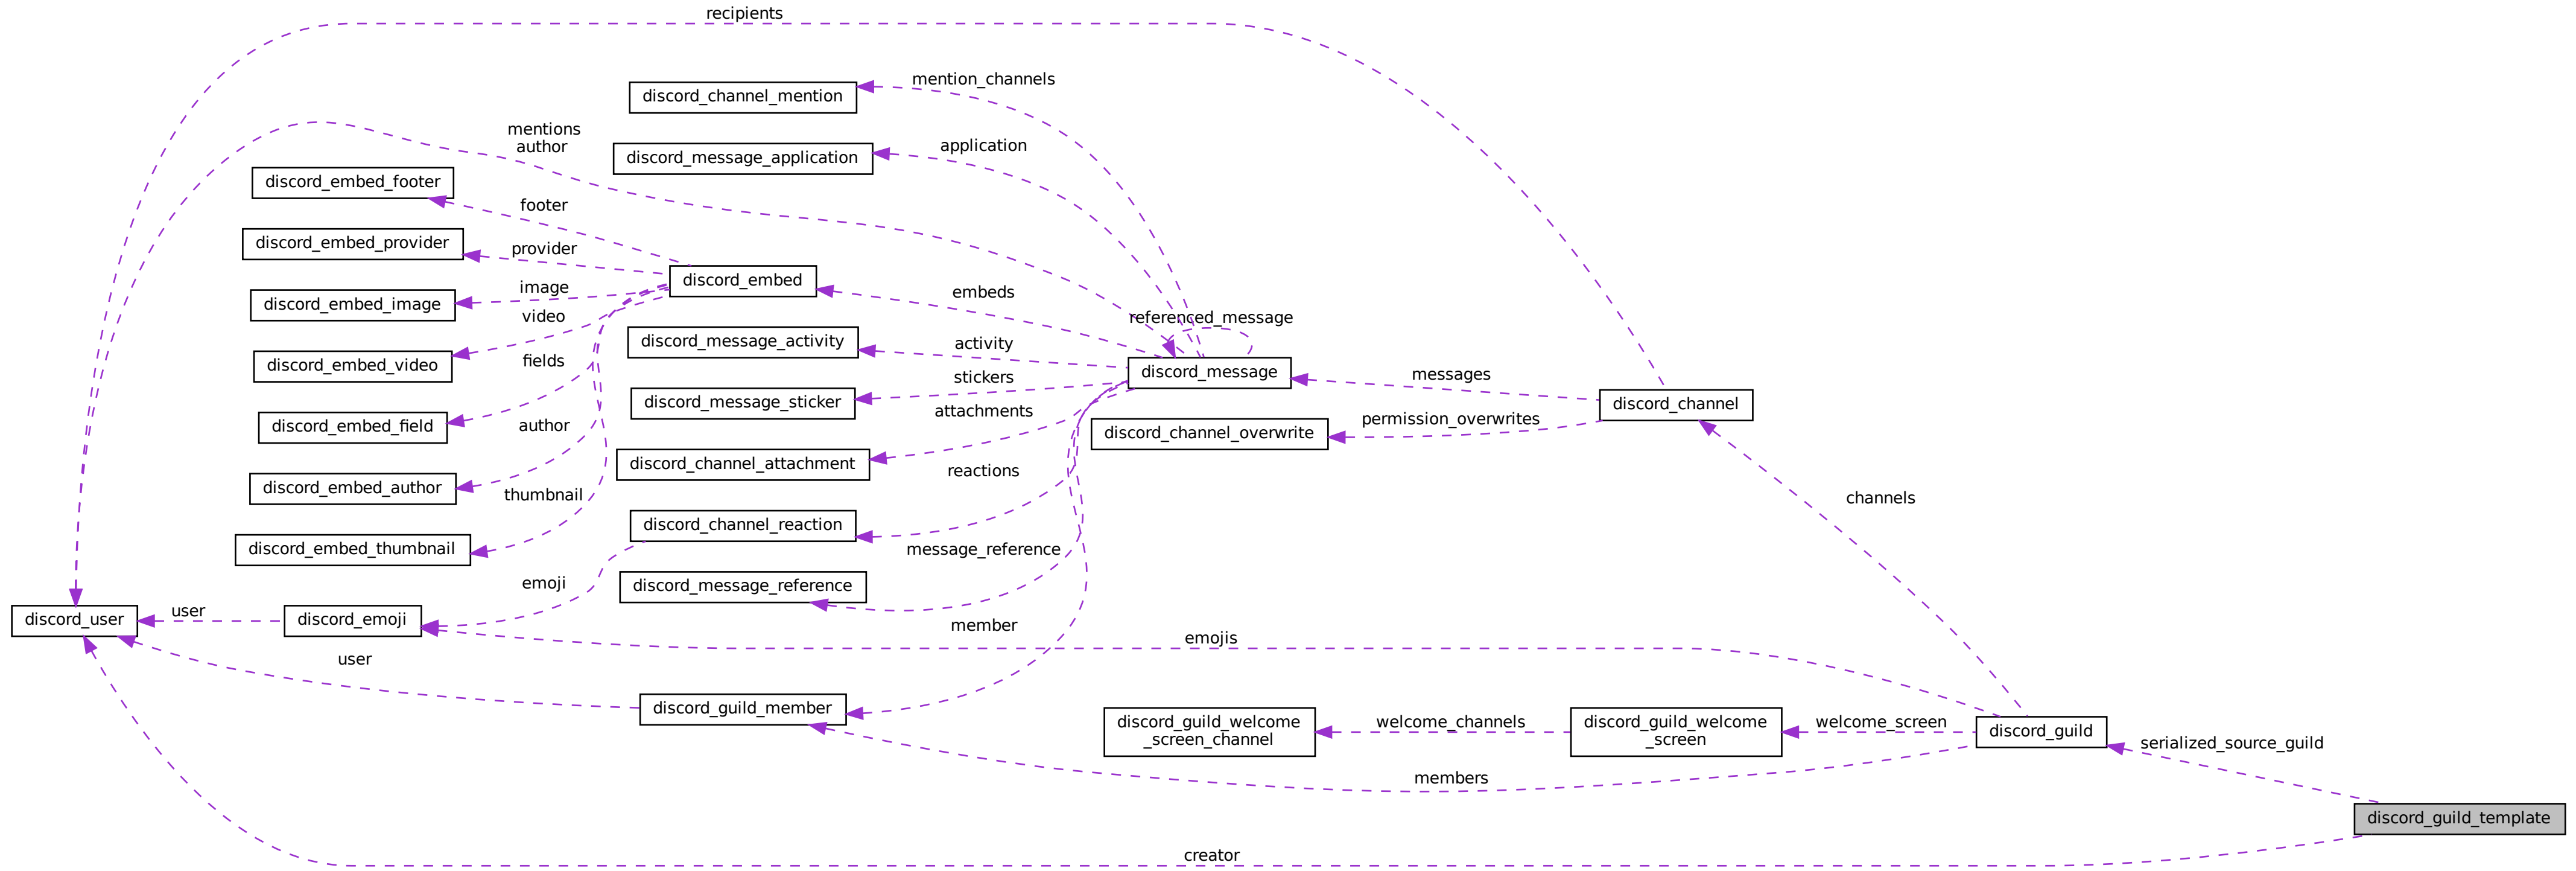 recipients
mention_channels
discord_channel_mention
mentions
author
application
discord_message_application
discord_embed_footer
footer
discord_embed_provider
provider
discord_embed
image
discord_embed_image
embeds
video
referenced_message
discord_message_activity
activity
discord_embed_video
fields
discord_message
stickers
messages
discord_message_sticker
discord_channel
attachments
permission_overwrites
discord_embed_field
author
discord_channel_overwrite
discord_channel_attachment
reactions
discord_embed_author
thumbnail
channels
discord_channel_reaction
discord_embed_thumbnail
message_reference
emoji
discord_message_reference
user
discord_user
discord_emoji
member
emojis
user
discord_guild_member
discord_guild_welcome
_screen_channel
welcome_channels
discord_guild_welcome
_screen
welcome_screen
discord_guild
serialized_source_guild
members
discord_guild_template
creator